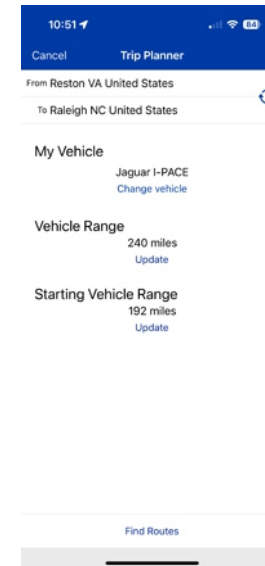 10:51 84
Cancel Trip Planner
From Reston VA United States
To Raleigh NC United States
My Vehicle
Jaguar I-PACE
Change vehicle
Vehicle Range
240 miles
Update
Starting Vehicle Range
192 miles
Update
Find Routes